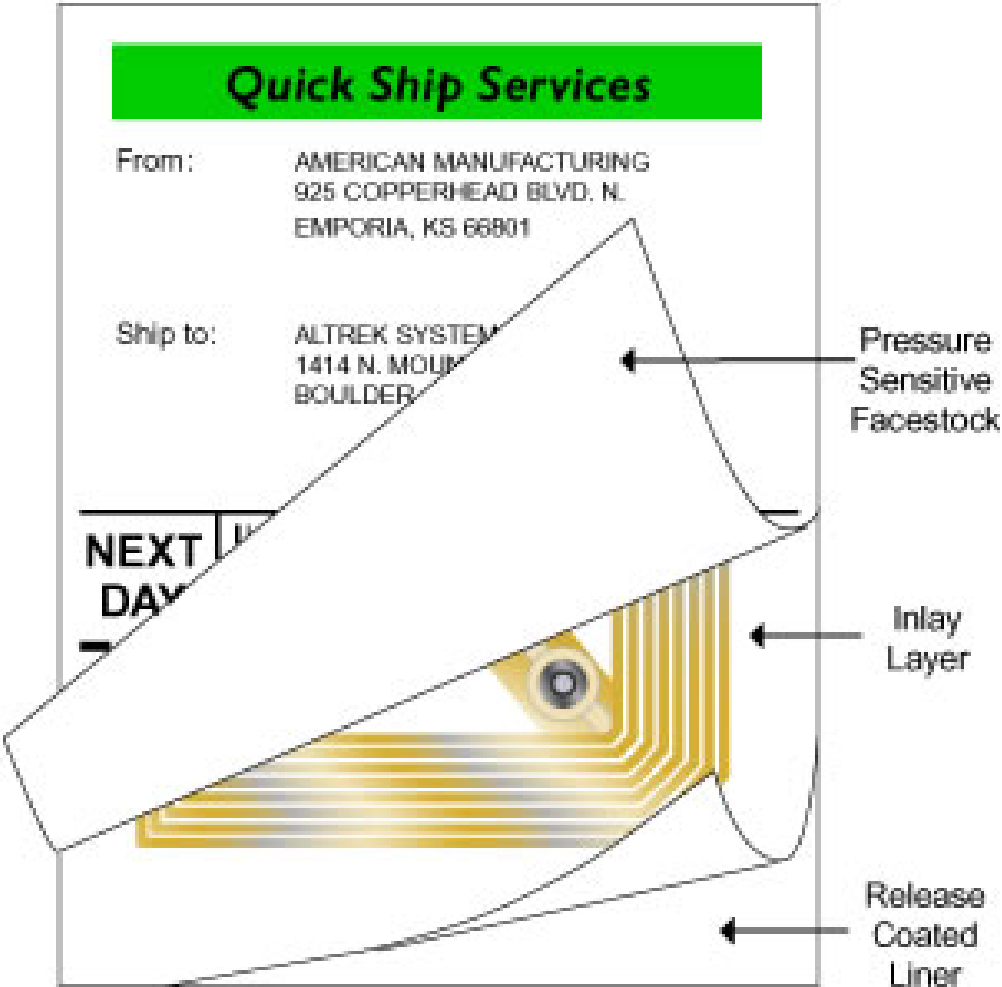 Quick Ship Services
From: AMERICAN MANUFACTURING
925 COPPERHEAD BLVD. N.
EMPORIA, KS 66801
Ship to: ALTREK SYSTEM
1414 N. MOUN
BOULDER
NEXT
DAY
Pressure
Sensitive
Facestock
Inlay
Layer
Release
Coated
Liner